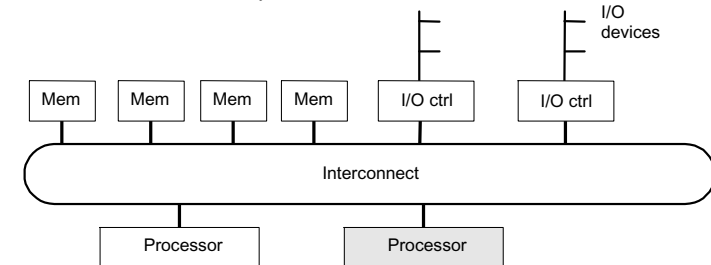 I/O
devices
Mem
Mem
Mem
Mem
I/O ctrl
I/O ctrl
Interconnect
Processor
Processor